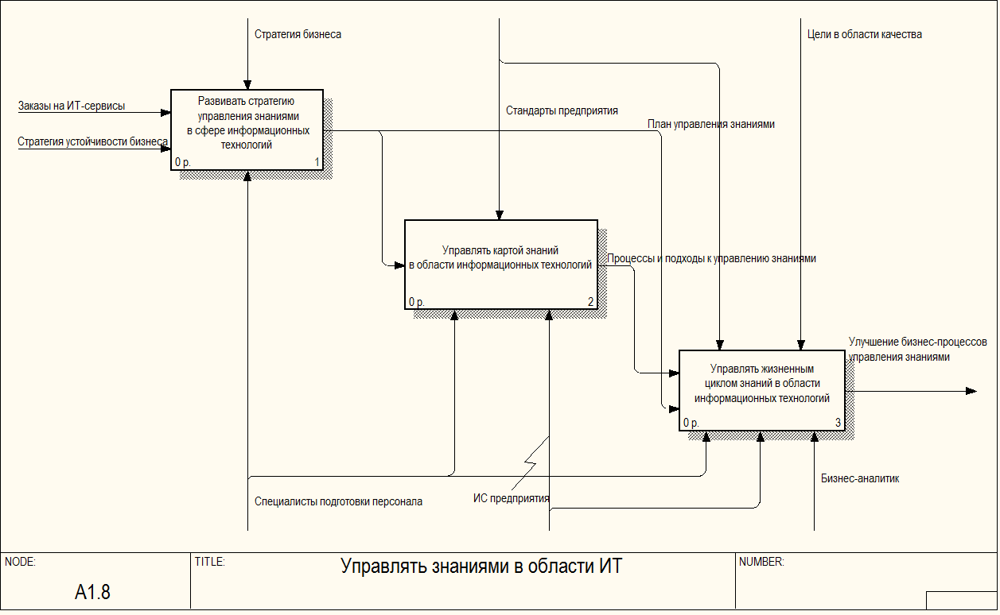 Стратегия бизнеса
Цели в области качества
Заказы на ИТ-сервисы
Стратегия устойчивости бизнеса
Развивать стратегию
управления знаниями
в сфере информационных
технологий
0 р.
1
Стандарты предприятия
План управления знаниями
Управлять картой знаний
в области информационных технологий
0 р.
2
Процессы и подходы к управлению знаниями
Улучшение бизнес-процессов
управления знаниями
Управлять жизненным
циклом знаний в области
информационных технологий
0 р.
3
Бизнес-аналитик
ИС предприятия
Специалисты подготовки персонала
NODE:
TITLE:
NUMBER:
Управлять знаниями в области ИТ
A1.8